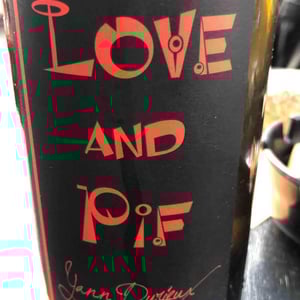 LOVE
AND
PiF
Yann Durieux